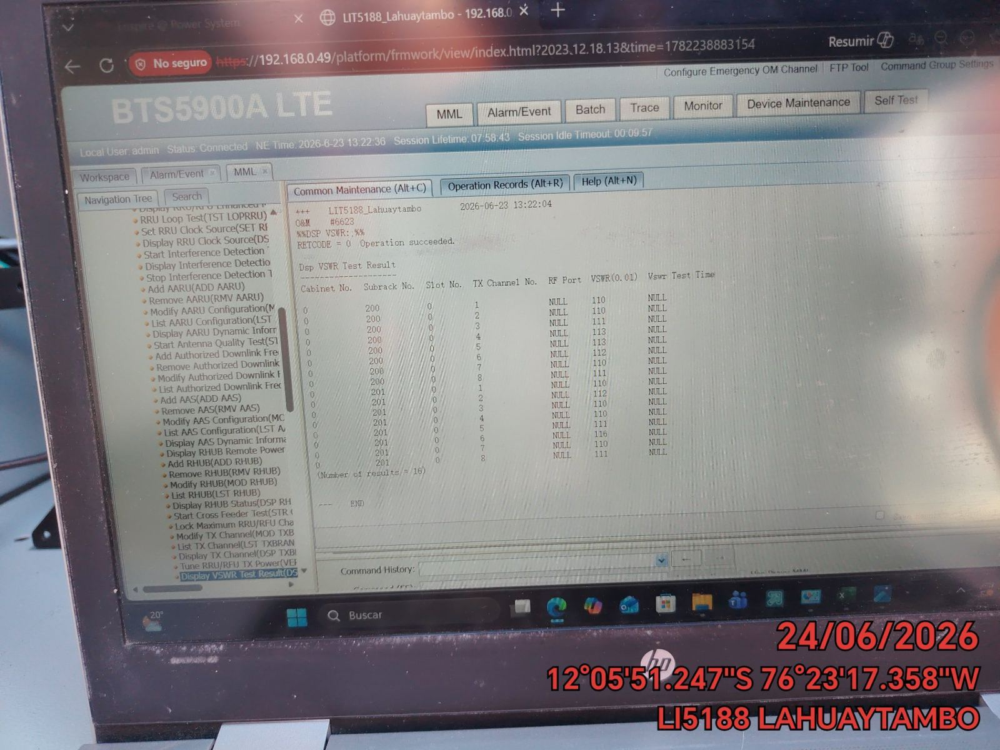 Inspire @ Power System
LIT5188_Lahuaytambo - 192.168.0.
No seguro https://192.168.0.49/platform/frmwork/view/index.html?2023.12.18.13&time=1782238883154 Resumir
Configure Emergency OM Channel FTP Tool Command Group Settings
BTS5900A LTE
MML Alarm/Event Batch Trace Monitor Device Maintenance Self Test
Local User: admin Status: Connected NE Time: 2026-6-23 13:22:36 Session Lifetime: 07:58:43 Session Idle Timeout: 00:09:57
Workspace Alarm/Event MML
Navigation Tree Search
RRU Loop Test(TST LOPRRU)
Set RRU Clock Source(SET RF
Display RRU Clock Source(DS
Start Interference Detection
Display Interference Detectio
Stop Interference Detection T
Add AARU(ADD AARU)
Remove AARU(RMV AARU)
Modify AARU Configuration(M
List AARU Configuration(LST
Display AARU Dynamic Inforr
Start Antenna Quality Test(ST
Add Authorized Downlink Fre
Remove Authorized Downlink
Modify Authorized Downlink F
List Authorized Downlink Frec
Add AAS(ADD AAS)
Remove AAS(RMV AAS)
Modify AAS Configuration(MC
List AAS Configuration(LST A
Display AAS Dynamic Informa
Display RHUB Remote Power
Add RHUB(ADD RHUB)
Remove RHUB(RMV RHUB)
Modify RHUB(MOD RHUB)
List RHUB(LST RHUB)
Display RHUB Status(DSP RH
Start Cross Feeder Test(STR
Lock Maximum RRU/RFU Cha
Modify TX Channel(MOD TXB
List TX Channel(LST TXBRAN
Display TX Channel(DSP TXB
Tune RRU/RFU TX Power(VEF
Display VSWR Test Result(DS
Common Maintenance (Alt+C) Operation Records (Alt+R) Help (Alt+N)
+++ LIT5188_Lahuaytambo 2026-06-23 13:22:04
O&M #6623
%%DSP VSWR:;%%
RETCODE = 0 Operation succeeded.
Dsp VSWR Test Result
--------------------
Cabinet No. Subrack No. Slot No. TX Channel No. RF Port VSWR(0.01) Vswr Test Time
0 200 0 1 NULL 110 NULL
0 200 0 2 NULL 110 NULL
0 200 0 3 NULL 111 NULL
0 200 0 4 NULL 113 NULL
0 200 0 5 NULL 113 NULL
0 200 0 6 NULL 112 NULL
0 200 0 7 NULL 110 NULL
0 200 0 8 NULL 111 NULL
0 201 0 1 NULL 110 NULL
0 201 0 2 NULL 112 NULL
0 201 0 3 NULL 110 NULL
0 201 0 4 NULL 110 NULL
0 201 0 5 NULL 111 NULL
0 201 0 6 NULL 116 NULL
0 201 0 7 NULL 110 NULL
0 201 0 8 NULL 111 NULL
(Number of results = 16)
--- END
Command History:
20°
Buscar
hp
24/06/2026
12°05'51.247"S 76°23'17.358"W
LI5188 LAHUAYTAMBO